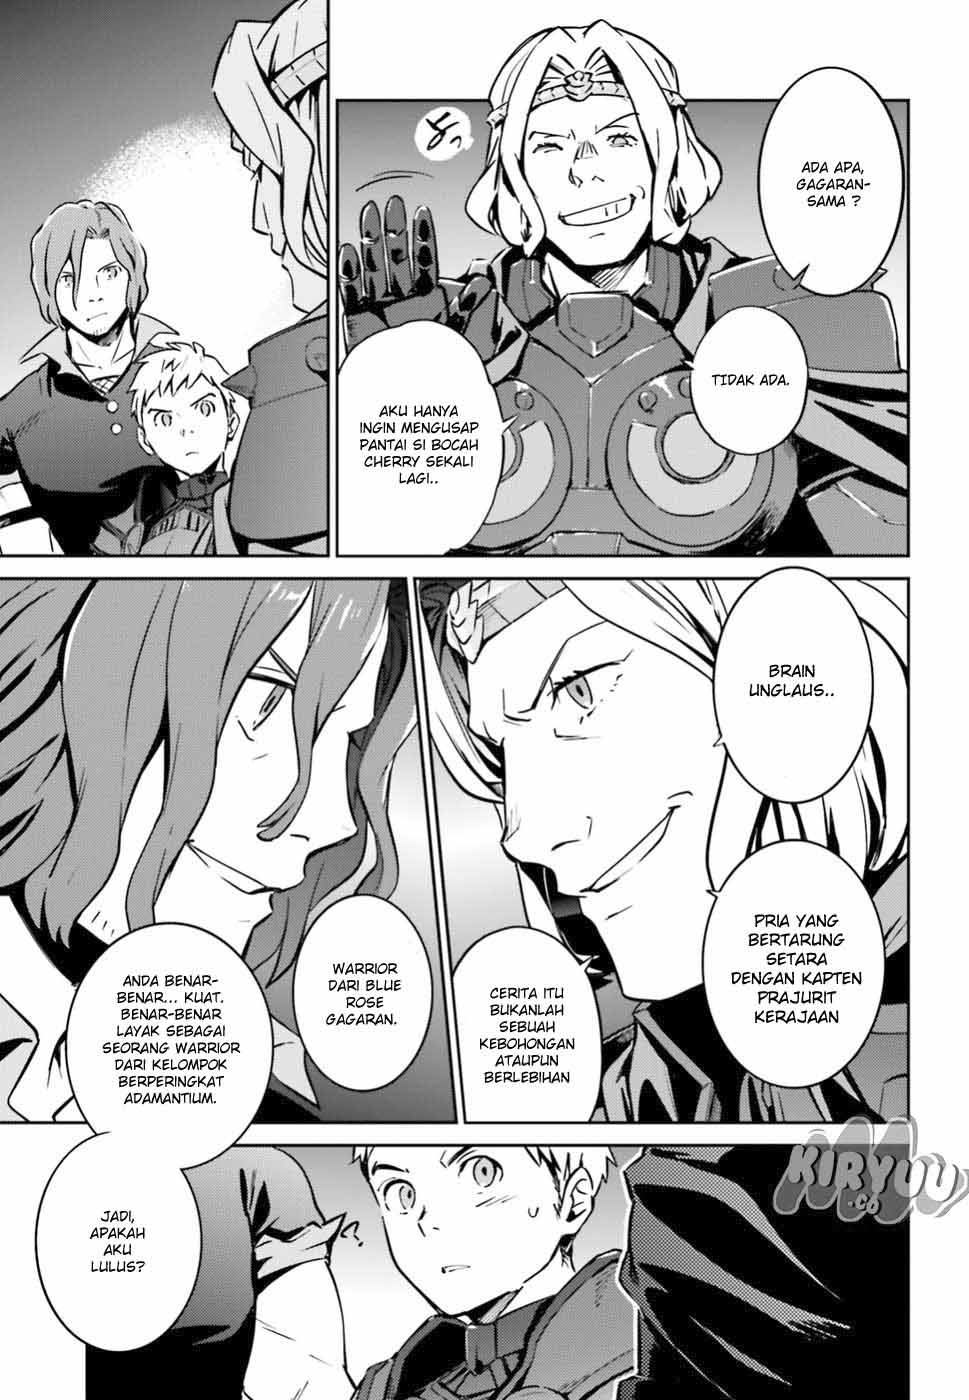 ADA APA,
GAGARAN-
SAMA ?
よっ
TIDAK ADA.
AKU HANYA
INGIN MENGUSAP
PANTAI SI BOCAH
CHERRY SEKALI
LAGI..
BRAIN
UNGLAUS..
PRIA YANG
BERTARUNG
SETARA
DENGAN KAPTEN
PRAJURIT
KERAJAAN
CERITA ITU
BUKANLAH
SEBUAH
KEBOHONGAN
ATAUPUN
BERLEBIHAN
WARRIOR
DARI BLUE
ROSE
GAGARAN.
ANDA BENAR-
BENAR... KUAT.
BENAR-BENAR
LAYAK SEBAGAI
SEORANG WARRIOR
DARI KELOMPOK
BERPERINGKAT
ADAMANTIUM.
JADI,
APAKAH
AKU
LULUS?
?
KIRYUU
.CO